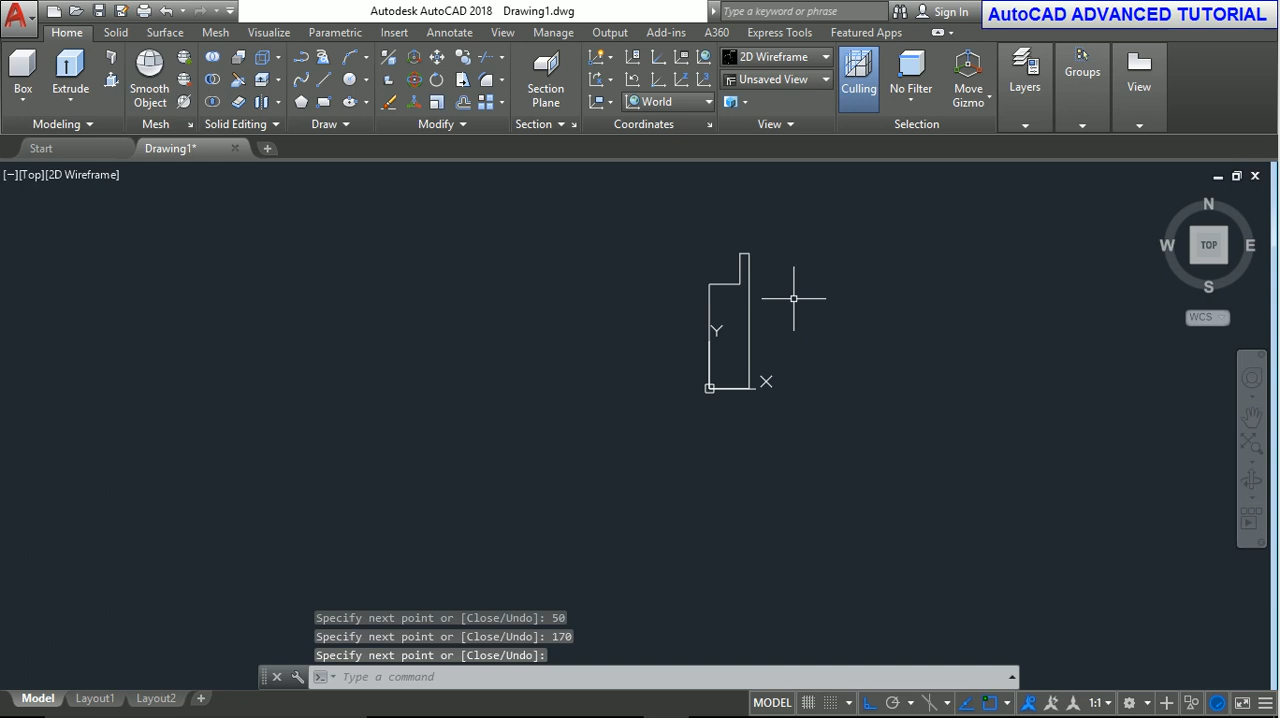 Autodesk AutoCAD 2018 Drawing1.dwg
Type a keyword or phrase
Sign In
AutoCAD ADVANCED TUTORIAL
Home Solid Surface Mesh Visualize Parametric Insert Annotate View Manage Output Add-ins A360 Express Tools Featured Apps
2D Wireframe
Unsaved View
World
Box
Extrude
Smooth
Object
Section
Plane
Culling
No Filter
Move
Gizmo
Layers
Groups
View
Modeling
Mesh
Solid Editing
Draw
Modify
Section
Coordinates
View
Selection
Start
Drawing1*
[−][Top][2D Wireframe]
N
W
TOP
E
S
WCS
Y
X
Specify next point or [Close/Undo]: 50
Specify next point or [Close/Undo]: 170
Specify next point or [Close/Undo]:
Type a command
Model Layout1 Layout2
MODEL
1:1